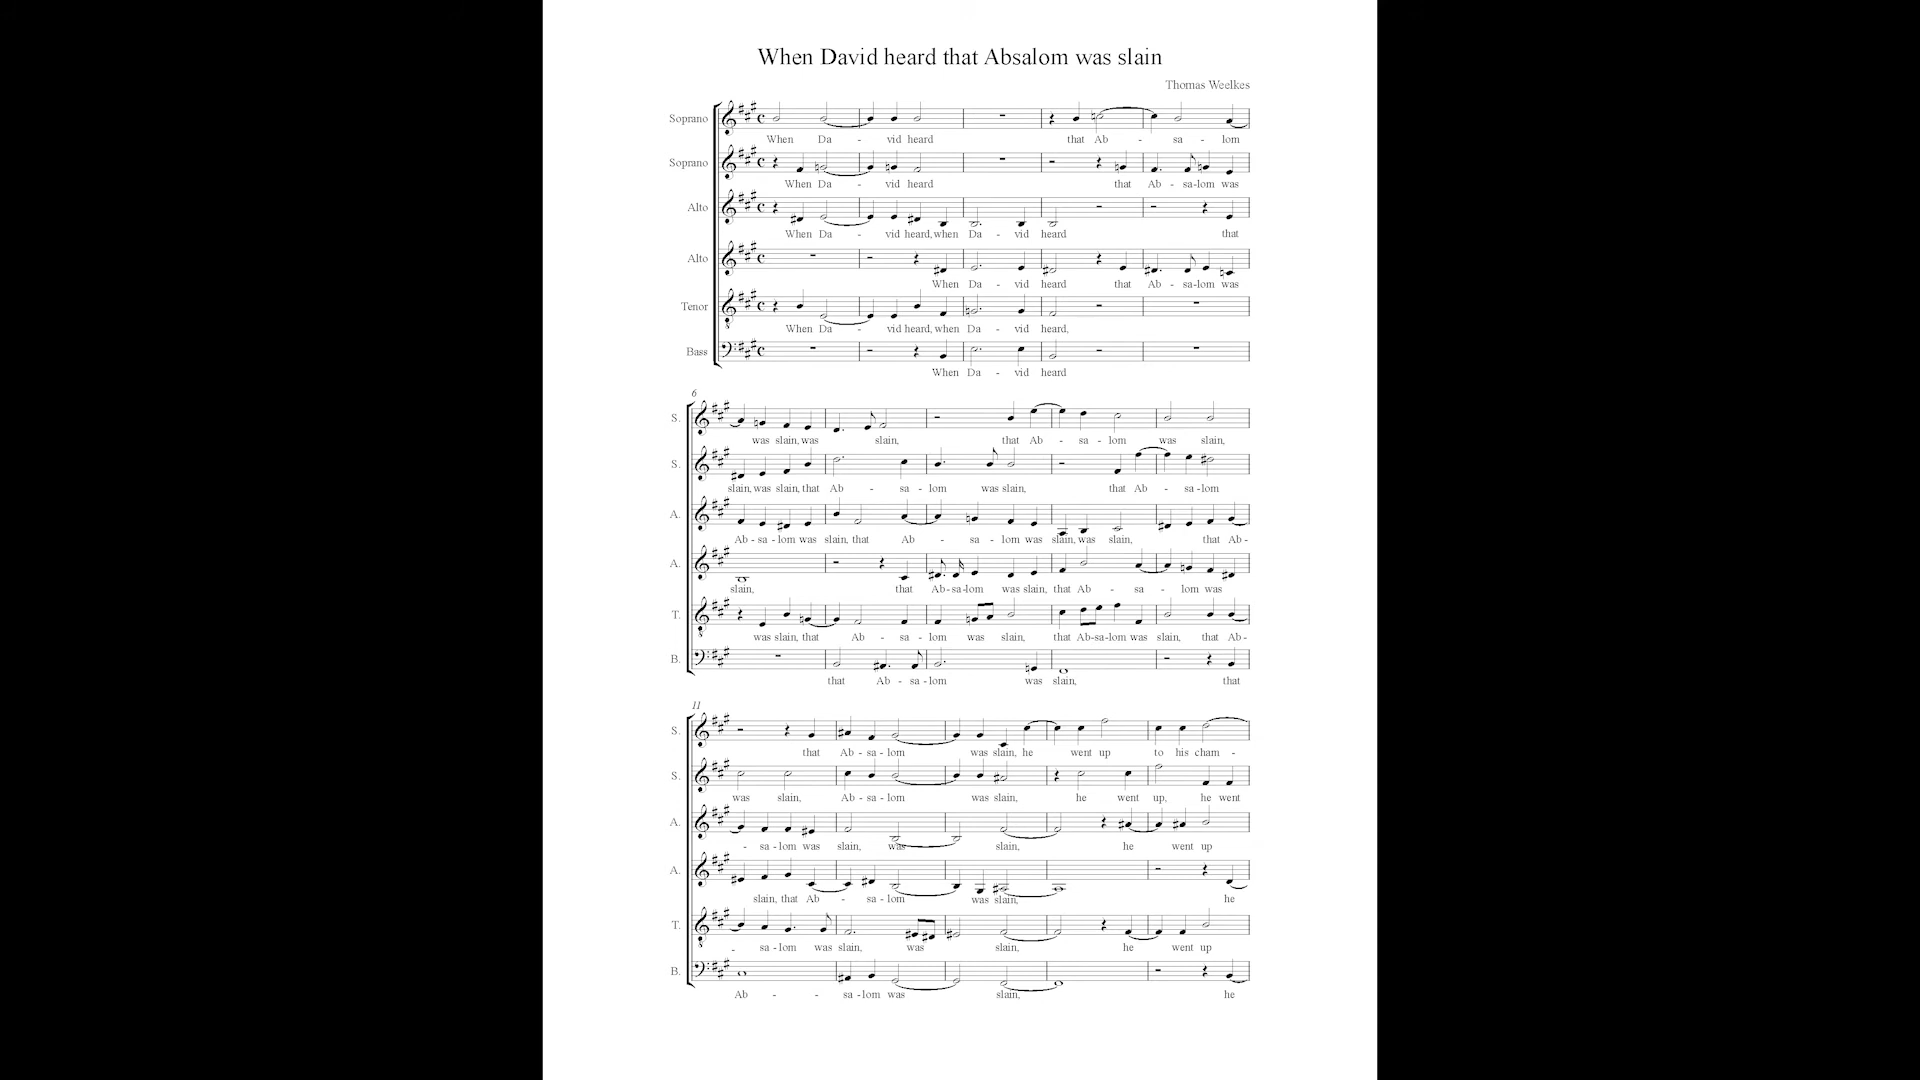 When David heard that Absalom was slain
Thomas Weelkes
Soprano
When Da - vid heard that Ab - sa - lom
Soprano
When Da - vid heard that Ab - sa-lom was
Alto
When Da - vid heard, when Da - vid heard that
Alto
When Da - vid heard that Ab - sa-lom was
Tenor
When Da - vid heard, when Da - vid heard,
Bass
When Da - vid heard
6
S.
was slain, was slain, that Ab - sa - lom was slain,
S.
slain, was slain, that Ab - sa - lom was slain, that Ab - sa - lom
A.
Ab - sa - lom was slain, that Ab - sa - lom was slain, was slain, that Ab -
A.
slain, that Ab - sa - lom was slain, that Ab - sa - lom was
T.
was slain, that Ab - sa - lom was slain, that Ab-sa-lom was slain, that Ab -
B.
that Ab - sa - lom was slain, that
11
S.
that Ab - sa - lom was slain, he went up to his cham -
S.
was slain, Ab - sa - lom was slain, he went up, he went
A.
- sa - lom was slain, was slain, he went up
A.
slain, that Ab - sa - lom was slain, he
T.
- sa - lom was slain, was slain, he went up
B.
Ab - - sa - lom was slain, he